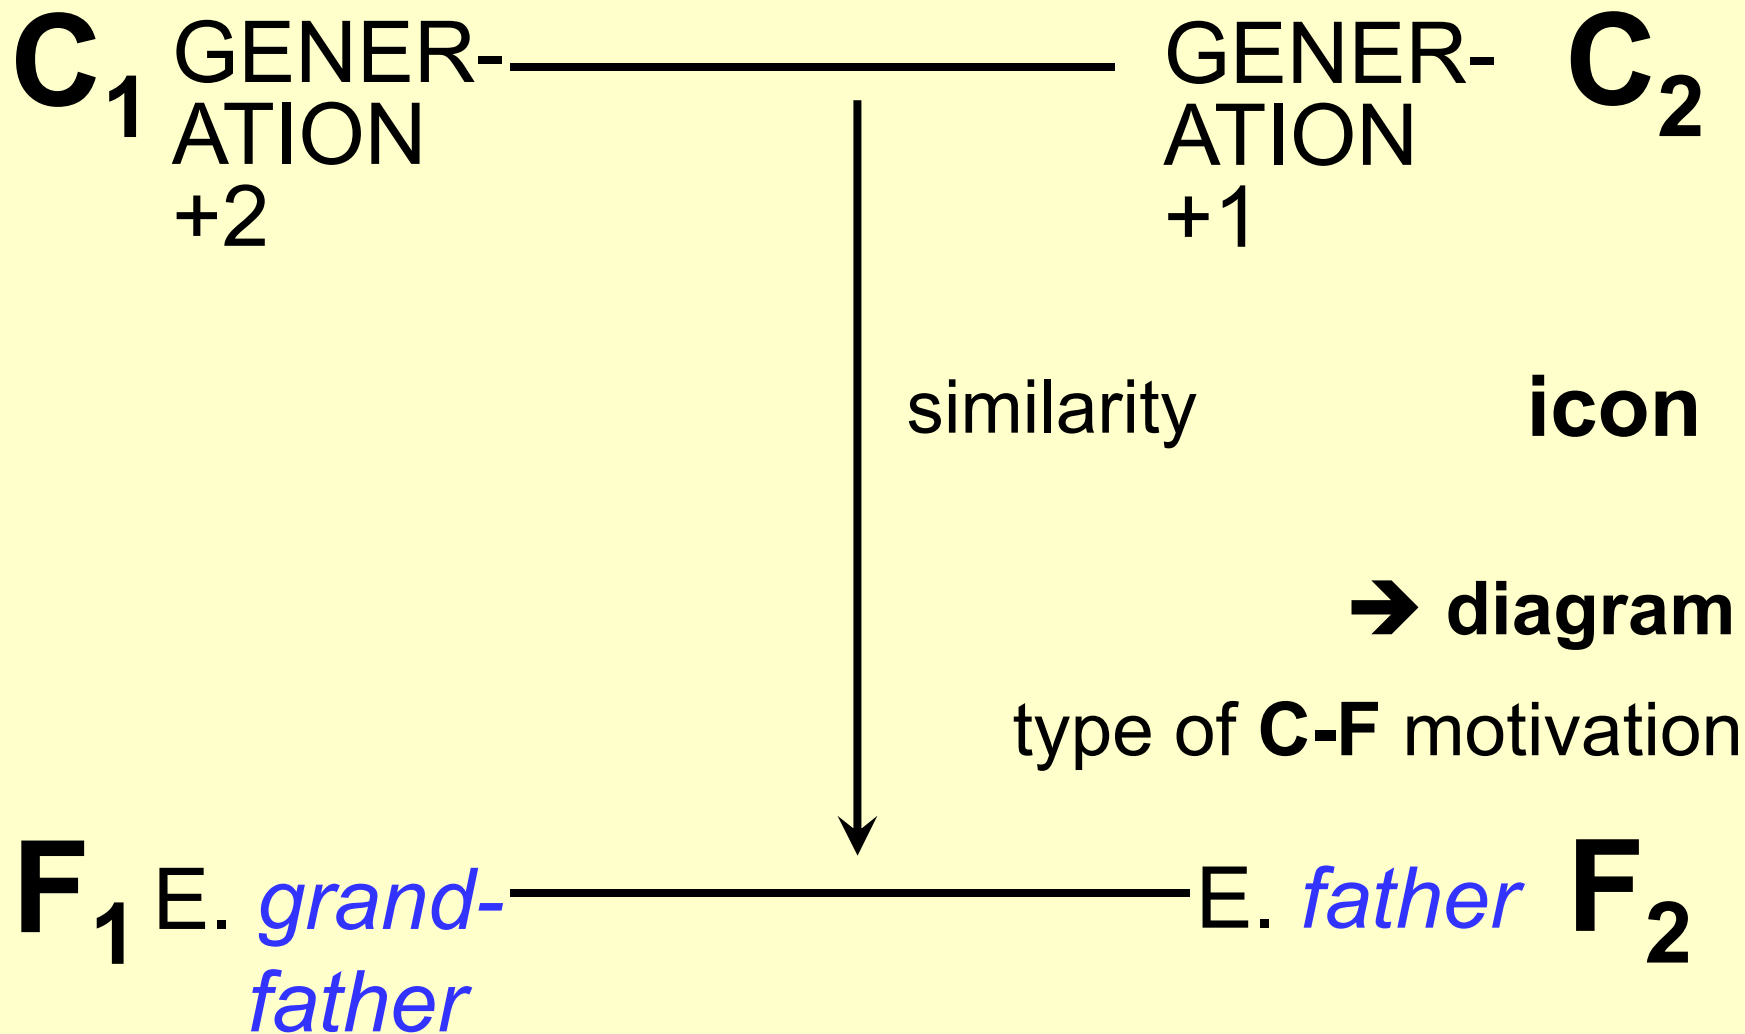 C1 GENER- GENER- C2
ATION ATION
+2 +1
similarity icon
➔ diagram
type of C-F motivation
F1 E. grand- E. father F2
father